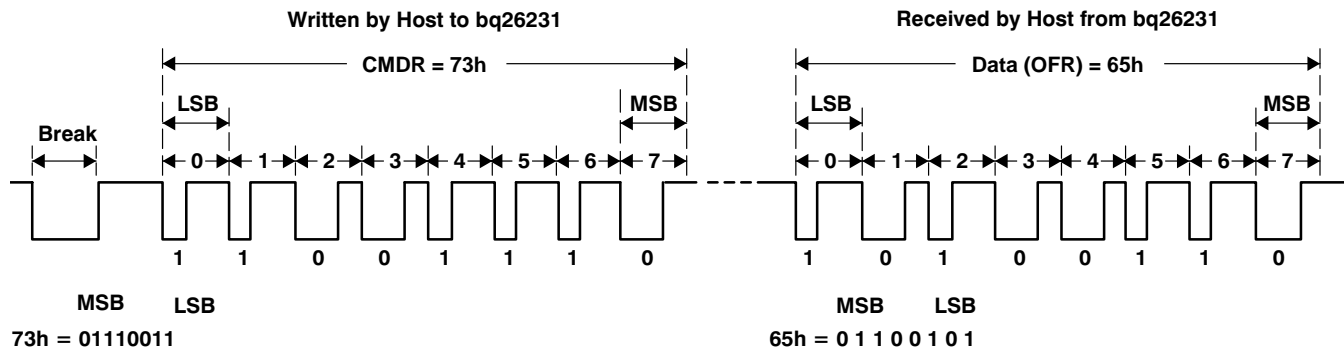 Written by Host to bq26231 Received by Host from bq26231
CMDR = 73h Data (OFR) = 65h
LSB MSB LSB MSB
Break
0 1 2 3 4 5 6 7 0 1 2 3 4 5 6 7
1 1 0 0 1 1 1 0 1 0 1 0 0 1 1 0
MSB LSB MSB LSB
73h = 01110011 65h = 0 1 1 0 0 1 0 1